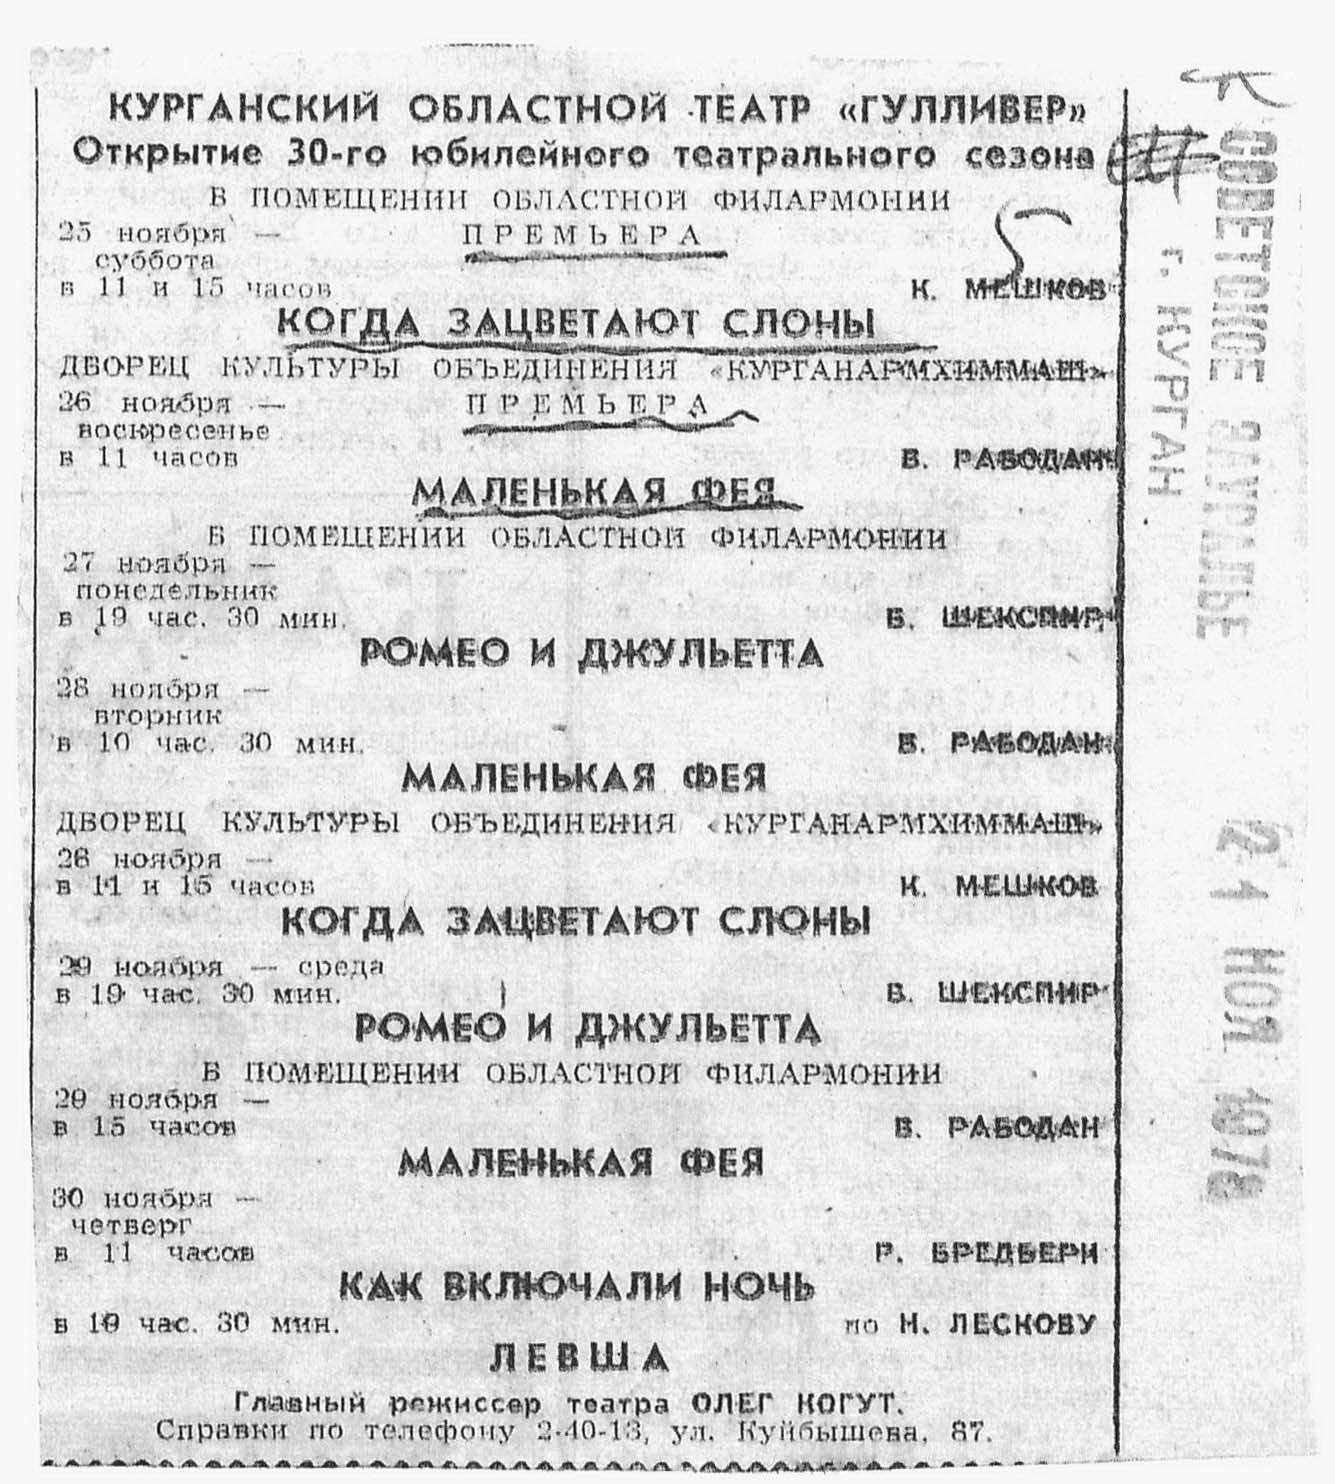 КУРГАНСКИЙ ОБЛАСТНОЙ ТЕАТР «ГУЛЛИВЕР»
Открытие 30-го юбилейного театрального сезона
В ПОМЕЩЕНИИ ОБЛАСТНОЙ ФИЛАРМОНИИ
25 ноября — ПРЕМЬЕРА
суббота
в 11 и 15 часов К. МЕШКОВ
КОГДА ЗАЦВЕТАЮТ СЛОНЫ
ДВОРЕЦ КУЛЬТУРЫ ОБЪЕДИНЕНИЯ «КУРГАНАРМХИММАШ»
26 ноября — ПРЕМЬЕРА
воскресенье
в 11 часов В. РАБОДАН
МАЛЕНЬКАЯ ФЕЯ
В ПОМЕЩЕНИИ ОБЛАСТНОЙ ФИЛАРМОНИИ
27 ноября —
понедельник
в 19 час. 30 мин. В. ШЕКСПИР
РОМЕО И ДЖУЛЬЕТТА
28 ноября —
вторник
в 10 час. 30 мин. В. РАБОДАН
МАЛЕНЬКАЯ ФЕЯ
ДВОРЕЦ КУЛЬТУРЫ ОБЪЕДИНЕНИЯ «КУРГАНАРМХИММАШ»
28 ноября —
в 11 и 15 часов К. МЕШКОВ
КОГДА ЗАЦВЕТАЮТ СЛОНЫ
29 ноября — среда
в 19 час. 30 мин. В. ШЕКСПИР
РОМЕО И ДЖУЛЬЕТТА
В ПОМЕЩЕНИИ ОБЛАСТНОЙ ФИЛАРМОНИИ
29 ноября —
в 15 часов В. РАБОДАН
МАЛЕНЬКАЯ ФЕЯ
30 ноября —
четверг
в 11 часов Р. БРЕДБЕРИ
КАК ВКЛЮЧАЛИ НОЧЬ
в 19 час. 30 мин. по Н. ЛЕСКОВУ
ЛЕВША
Главный режиссер театра ОЛЕГ КОГУТ.
Справки по телефону 2-40-13, ул. Куйбышева, 87.
СОВЕТСКОЕ ЗАУРАЛЬЕ
г. КУРГАН
21 НОЯ 1978